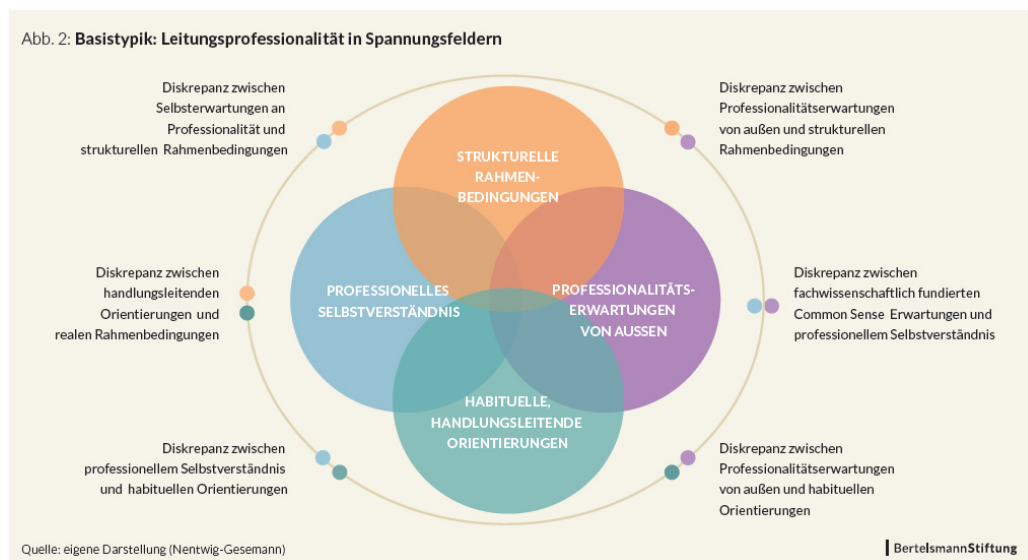 Abb. 2: Basistypik: Leitungsprofessionalität in Spannungsfeldern
Diskrepanz zwischen
Selbsterwartungen an
Professionalität und
strukturellen Rahmenbedingungen
Diskrepanz zwischen
Professionalitätserwartungen
von außen und strukturellen
Rahmenbedingungen
STRUKTURELLE
RAHMEN-
BEDINGUNGEN
Diskrepanz zwischen
handlungsleitenden
Orientierungen und
realen Rahmenbedingungen
PROFESSIONELLES
SELBSTVERSTÄNDNIS
PROFESSIONALITÄTS-
ERWARTUNGEN
VON AUSSEN
Diskrepanz zwischen
fachwissenschaftlich fundierten
Common Sense Erwartungen und
professionellem Selbstverständnis
HABITUELLE,
HANDLUNGSLEITENDE
ORIENTIERUNGEN
Diskrepanz zwischen
professionellem Selbstverständnis
und habituellen Orientierungen
Diskrepanz zwischen
Professionalitätserwartungen
von außen und habituellen
Orientierungen
Quelle: eigene Darstellung (Nentwig-Gesemann)
BertelsmannStiftung